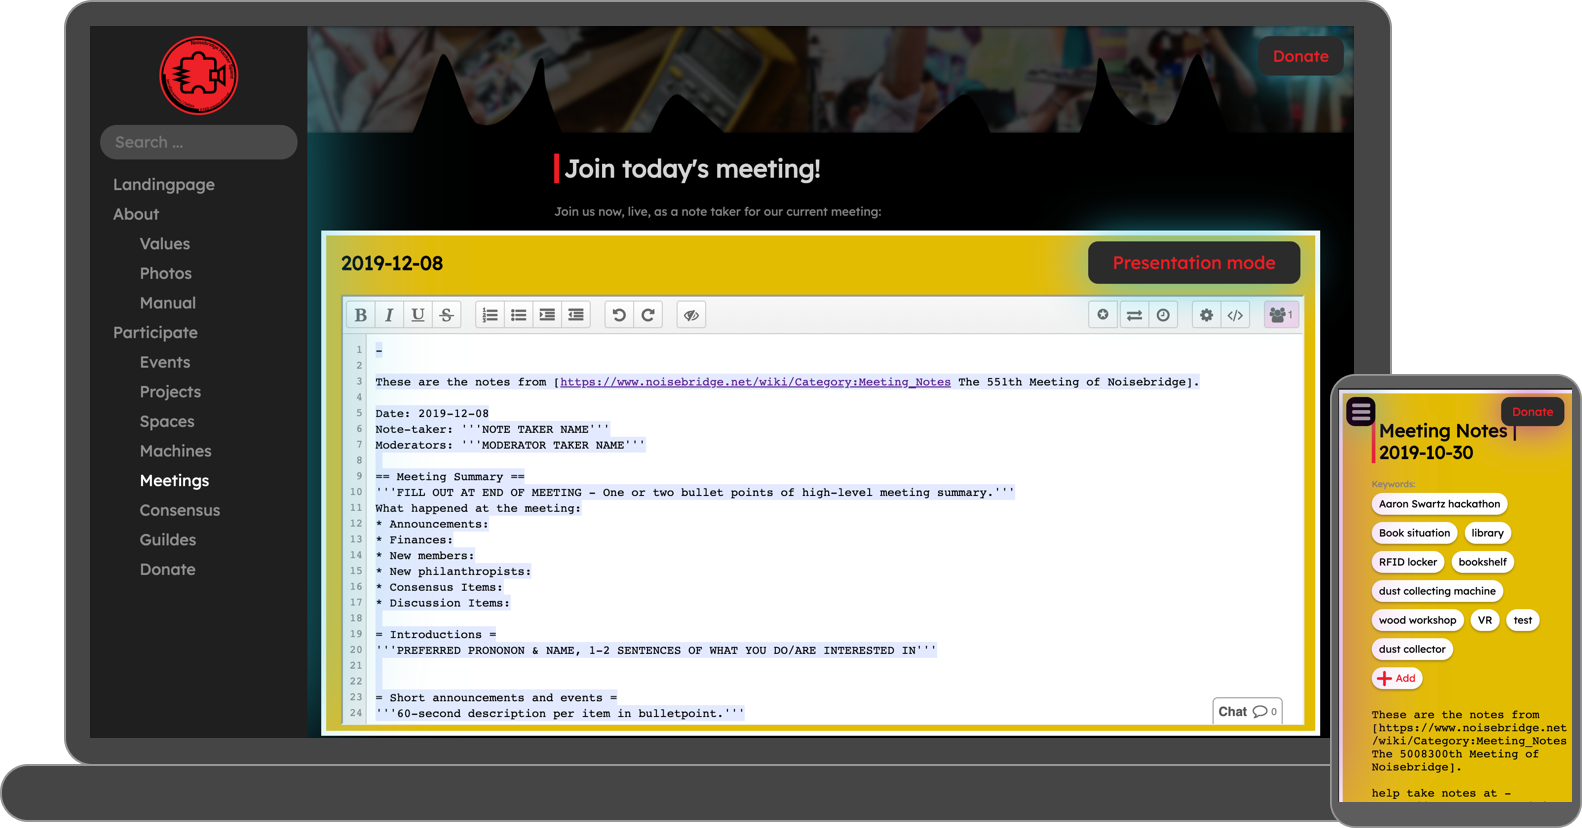 Search ...
Landingpage
About
Values
Photos
Manual
Participate
Events
Projects
Spaces
Machines
Meetings
Consensus
Guildes
Donate
Donate
Join today's meeting!
Join us now, live, as a note taker for our current meeting:
2019-12-08
Presentation mode
B I U S
1
1 -
2
3 These are the notes from [https://www.noisebridge.net/wiki/Category:Meeting_Notes The 551th Meeting of Noisebridge].
4
5 Date: 2019-12-08
6 Note-taker: '''NOTE TAKER NAME'''
7 Moderators: '''MODERATOR TAKER NAME'''
8
9 == Meeting Summary ==
10 '''FILL OUT AT END OF MEETING - One or two bullet points of high-level meeting summary.'''
11 What happened at the meeting:
12 * Announcements:
13 * Finances:
14 * New members:
15 * New philanthropists:
16 * Consensus Items:
17 * Discussion Items:
18
19 = Introductions =
20 '''PREFERRED PRONONON & NAME, 1-2 SENTENCES OF WHAT YOU DO/ARE INTERESTED IN'''
21
22
23 = Short announcements and events =
24 '''60-second description per item in bulletpoint.'''
Chat 0
Donate
Meeting Notes |
2019-10-30
Keywords:
Aaron Swartz hackathon
Book situation library
RFID locker bookshelf
dust collecting machine
wood workshop VR test
dust collector
Add
These are the notes from
[https://www.noisebridge.net
/wiki/Category:Meeting_Notes
The 5008300th Meeting of
Noisebridge].
help take notes at -